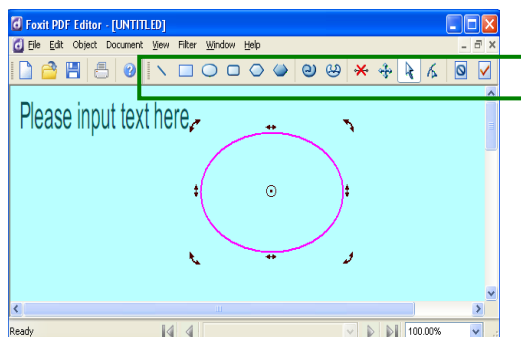 Foxit PDF Editor - [UNTITLED]
File Edit Object Document View Filter Window Help
Please input text here
Ready 100.00%